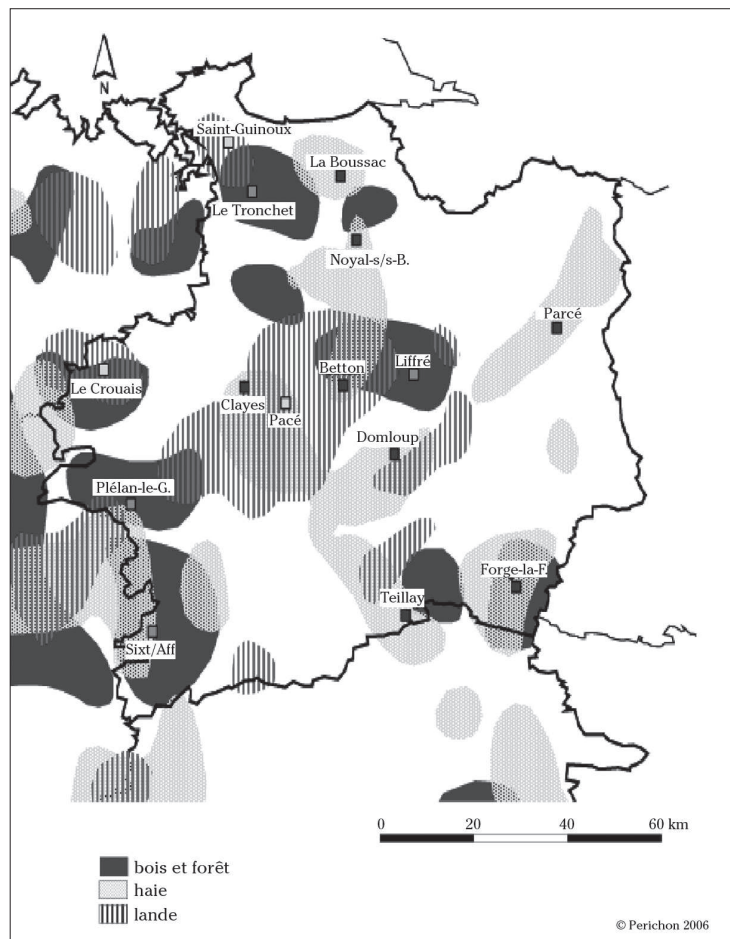 N
Saint-Guinoux
La Boussac
Le Tronchet
Noyal-s/s-B.
Parcé
Le Crouais
Betton
Liffré
Clayes
Pacé
Domloup
Plélan-le-G.
Forge-la-F.
Teillay
Sixt/Aff
0 20 40 60 km
bois et forêt
haie
lande
© Perichon 2006